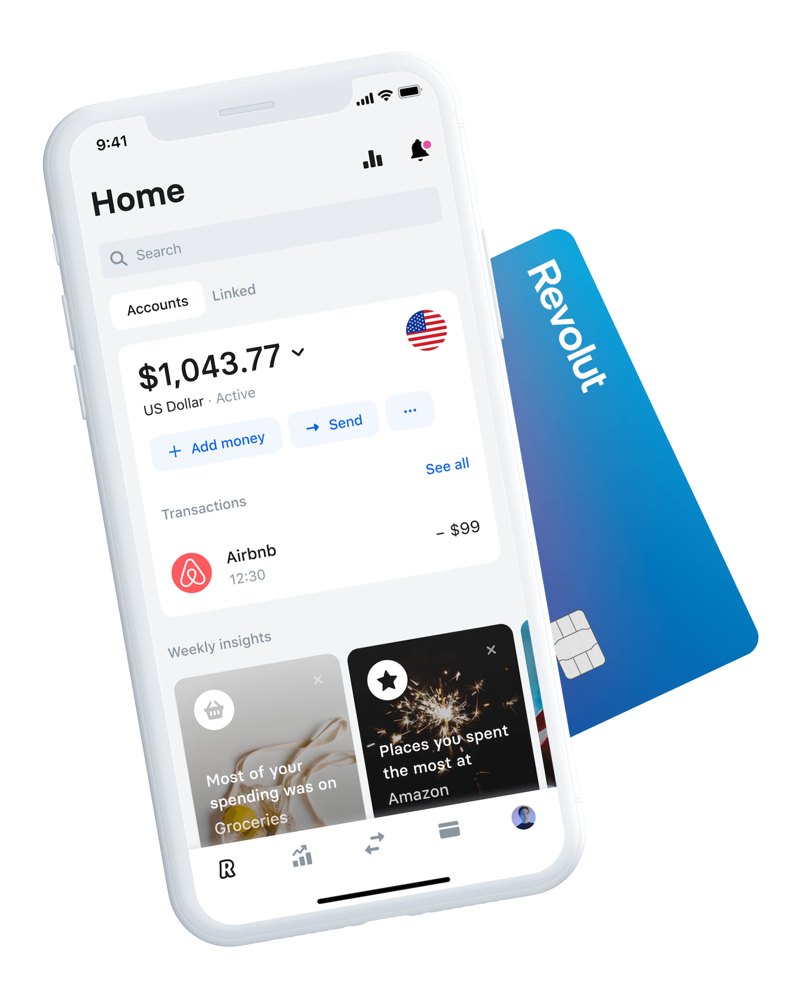 9:41
Home
Search
Accounts
Linked
$1,043.77
US Dollar · Active
+ Add money
→ Send
...
See all
Transactions
Airbnb
– $99
12:30
Weekly insights
Most of your
spending was on
Groceries
Places you spent
the most at
Amazon
R
Revolut